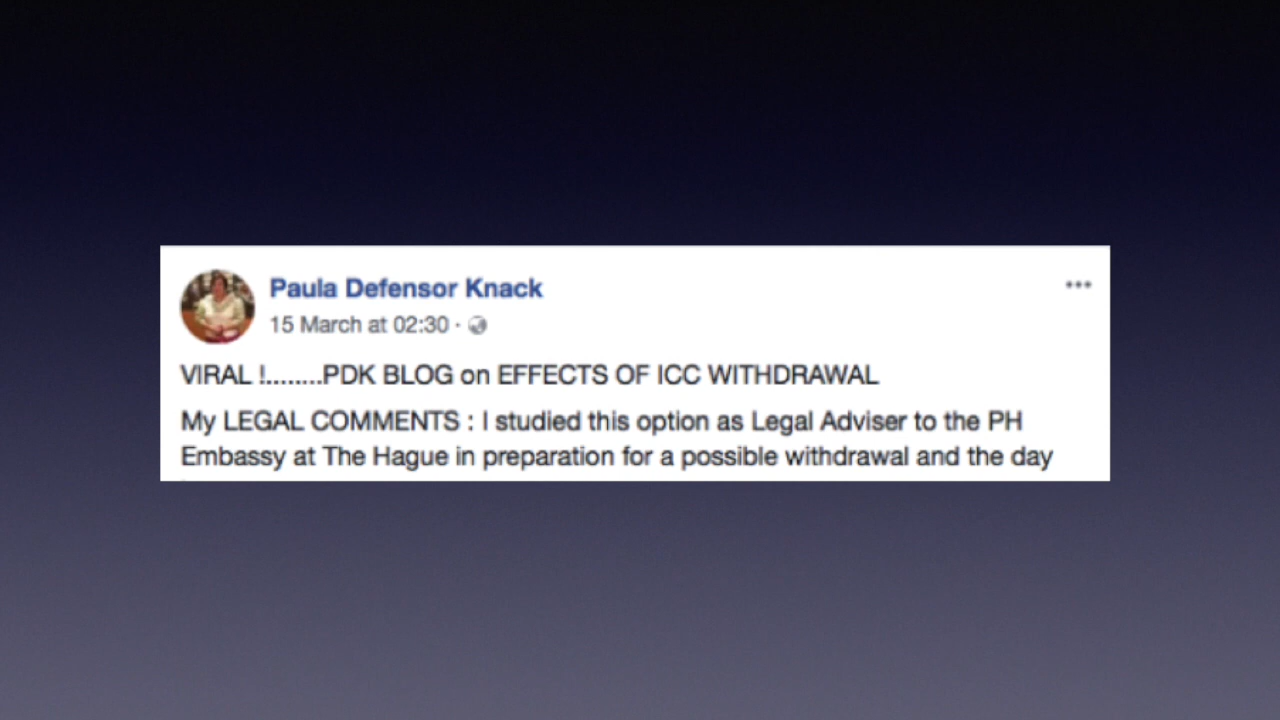 Paula Defensor Knack
15 March at 02:30 ·
VIRAL !........PDK BLOG on EFFECTS OF ICC WITHDRAWAL
My LEGAL COMMENTS : I studied this option as Legal Adviser to the PH
Embassy at The Hague in preparation for a possible withdrawal and the day